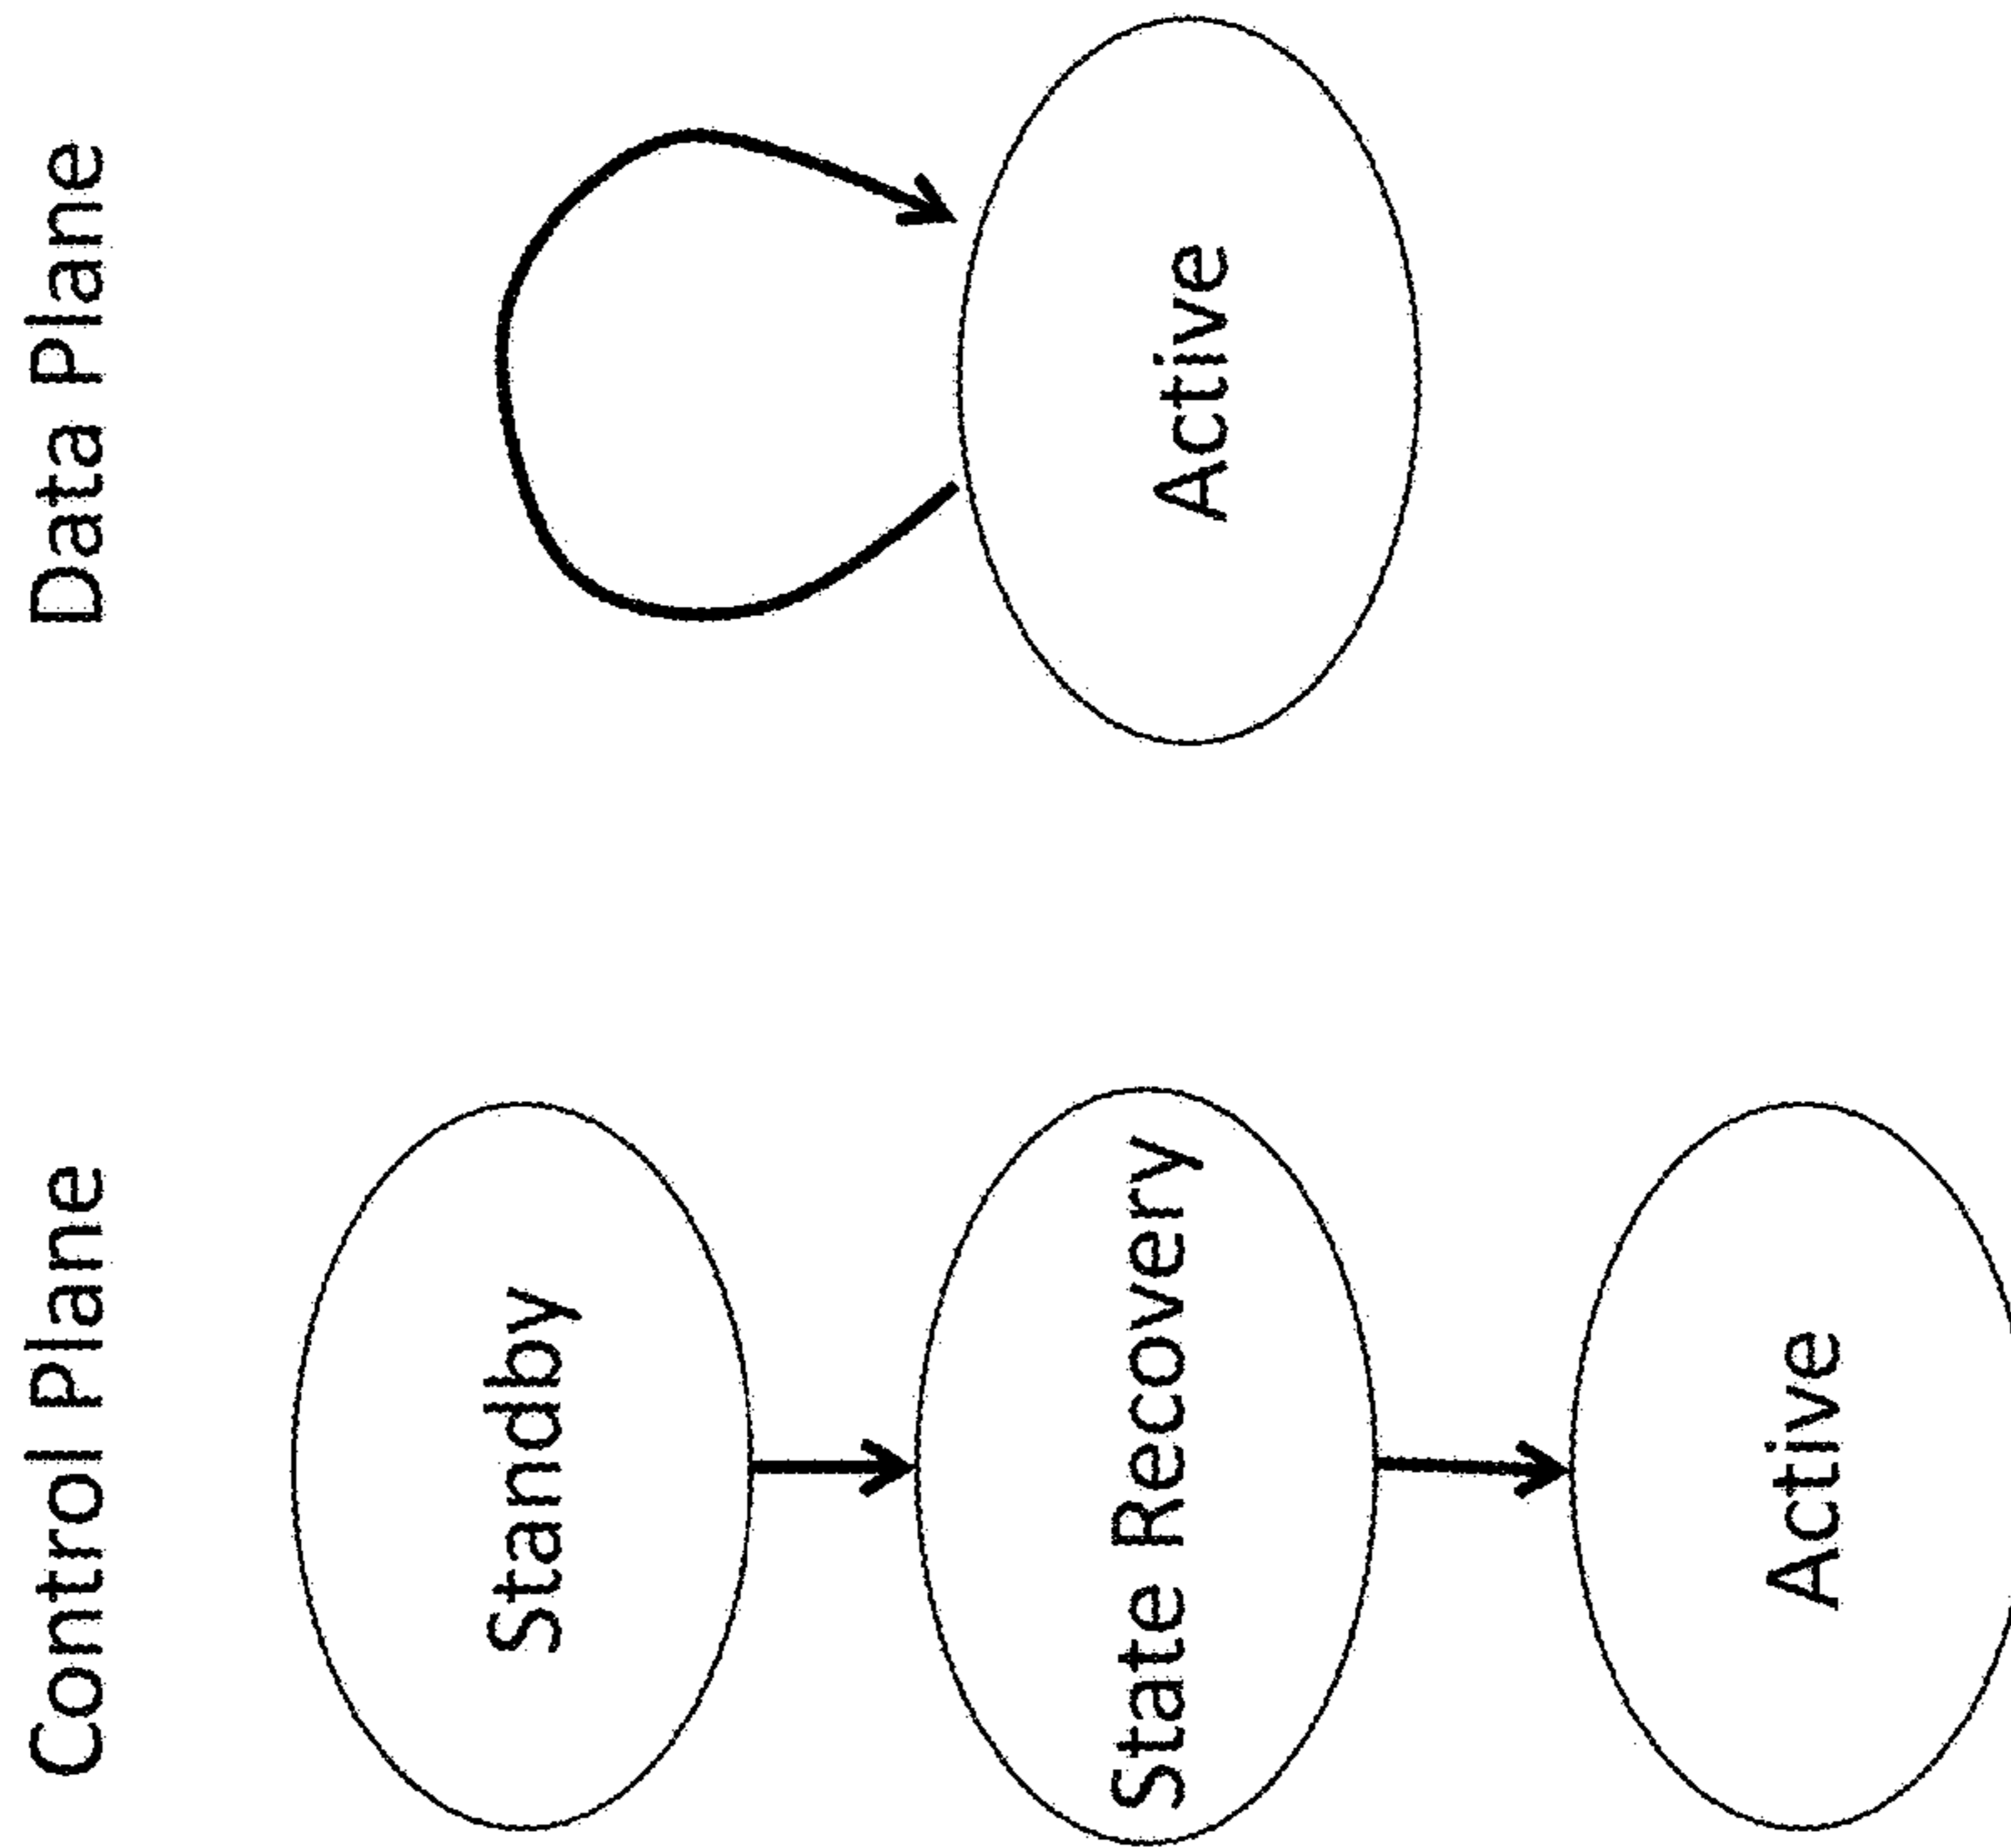 Control Plane
Data Plane
Standby
State Recovery
Active
Active